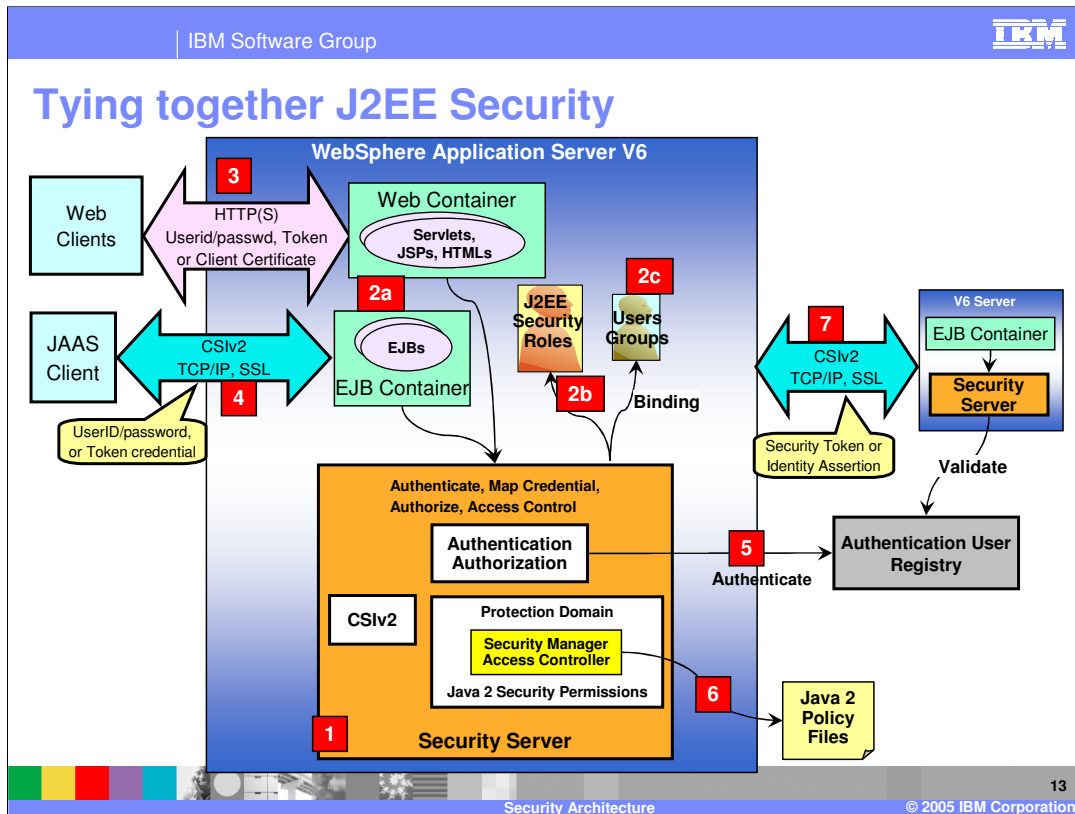 IBM Software Group
IBM
Tying together J2EE Security
WebSphere Application Server V6
3
Web
Clients
HTTP(S)
Userid/passwd, Token
or Client Certificate
Web Container
Servlets,
JSPs, HTMLs
2a
JAAS
Client
CSIv2
TCP/IP, SSL
4
UserID/password,
or Token credential
EJBs
EJB Container
J2EE
Security
Roles
2b
2c
Users
Groups
Binding
7
CSIv2
TCP/IP, SSL
Security Token or
Identity Assertion
V6 Server
EJB Container
Security
Server
Validate
Authenticate, Map Credential,
Authorize, Access Control
Authentication
Authorization
5
Authenticate
Authentication User
Registry
CSIv2
Protection Domain
Security Manager
Access Controller
Java 2 Security Permissions
6
Java 2
Policy
Files
1
Security Server
13
Security Architecture
© 2005 IBM Corporation